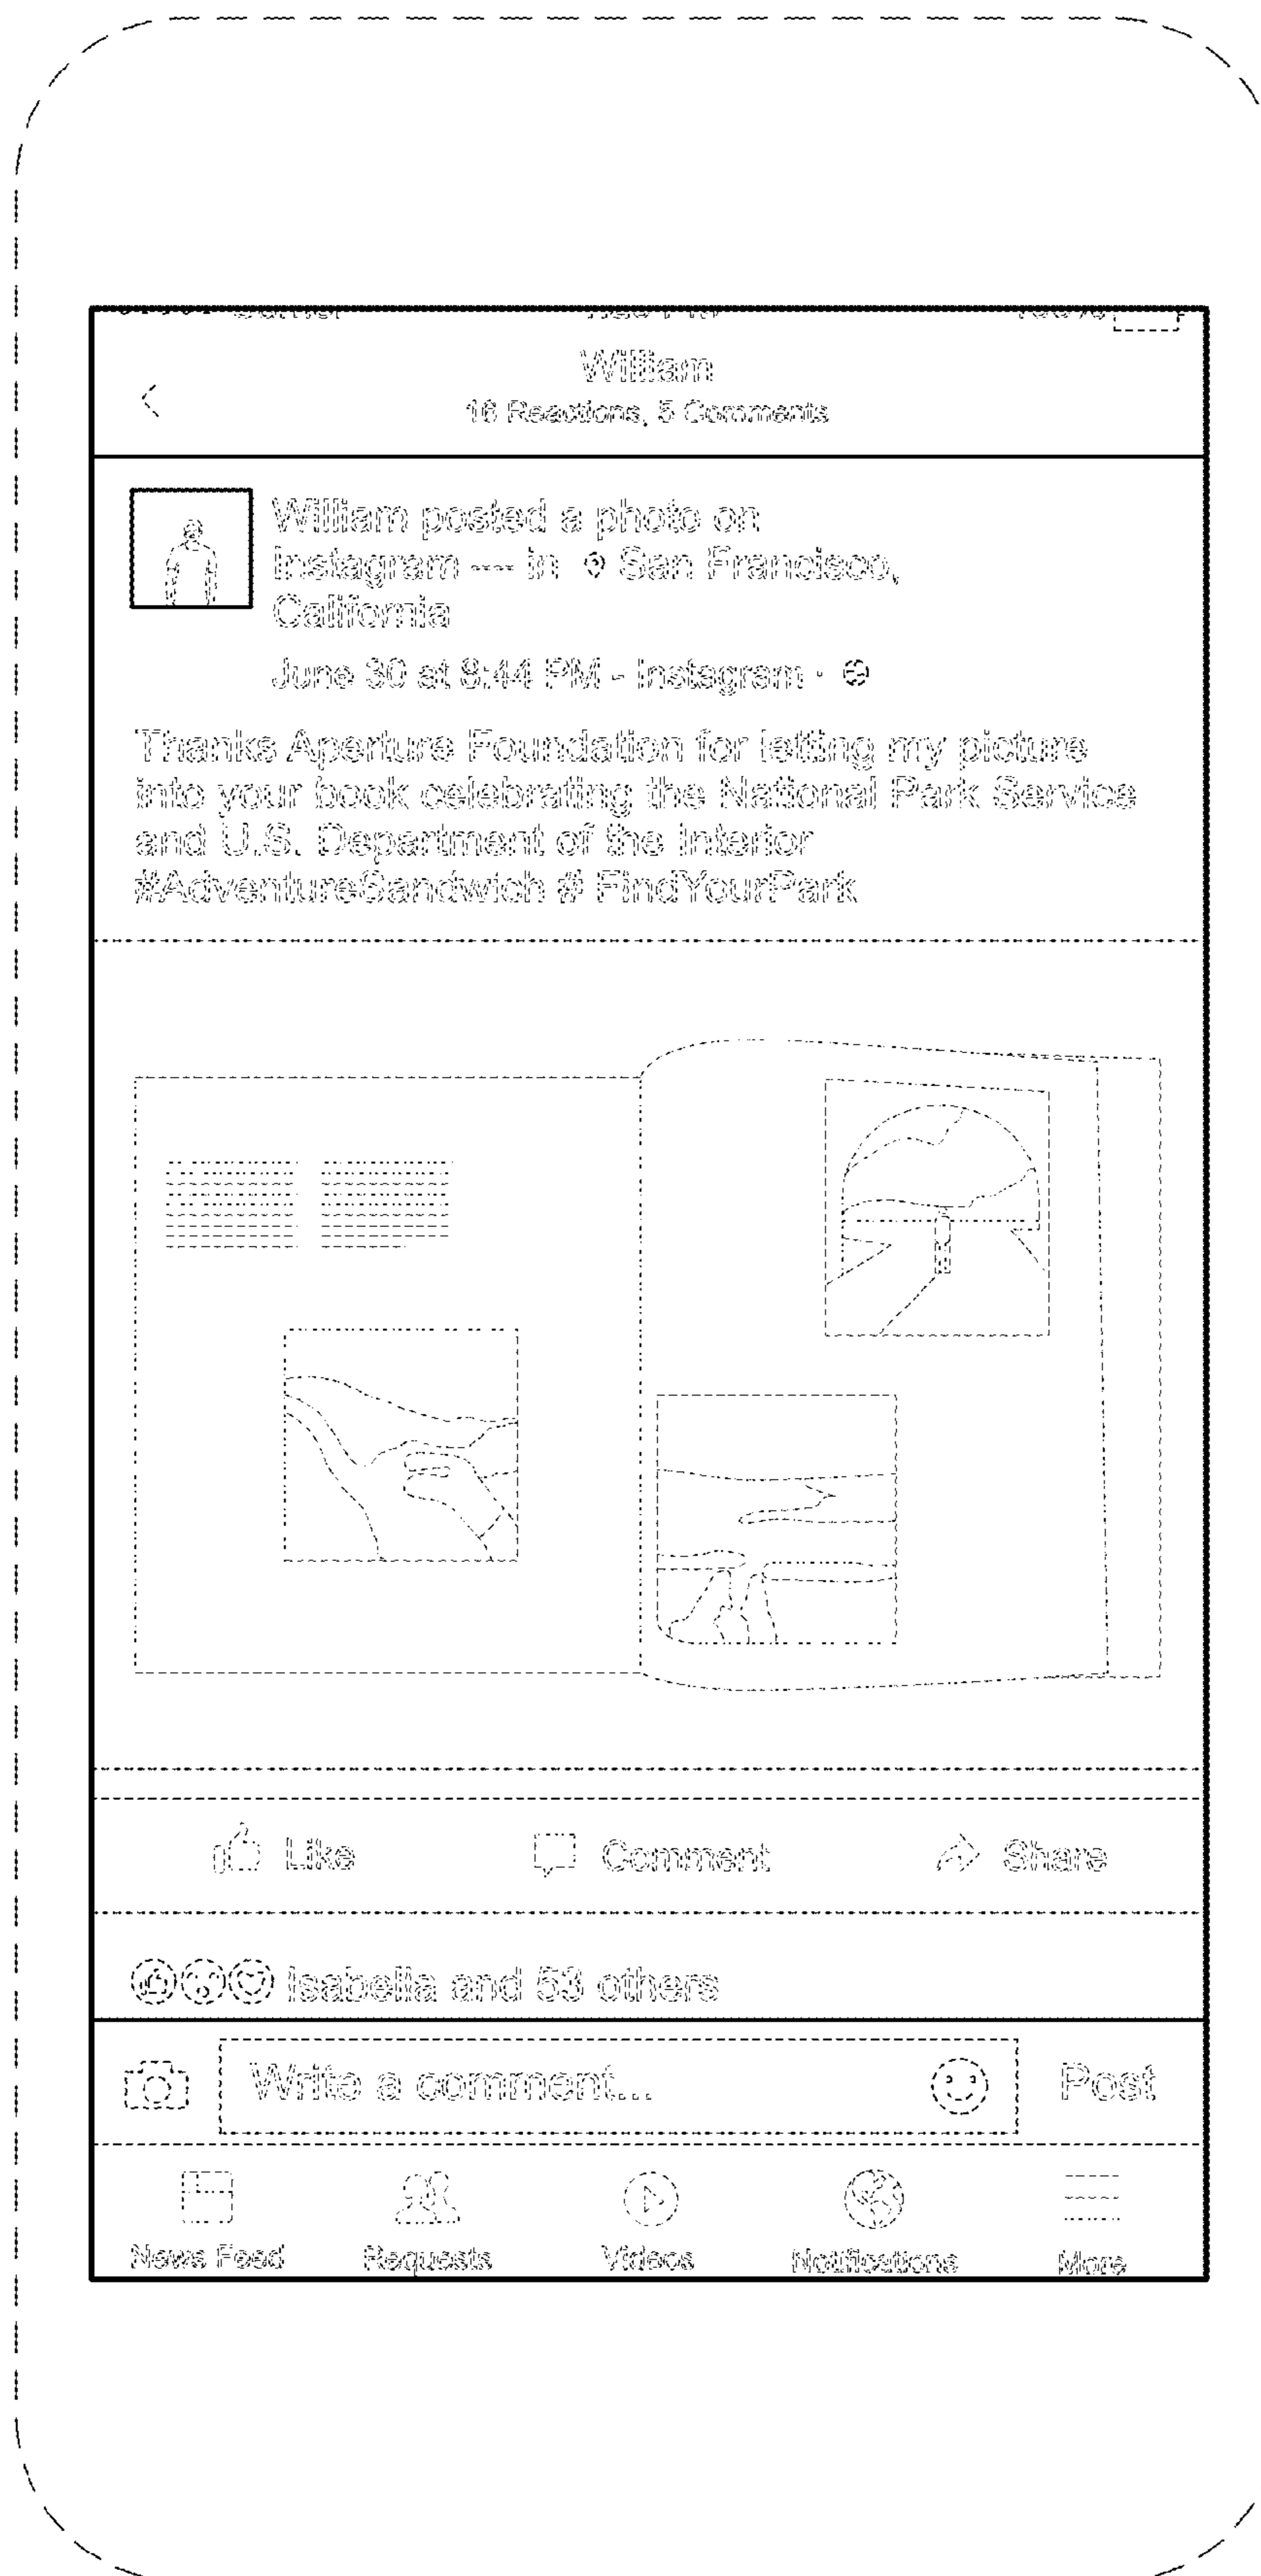 William
16 Reactions, 5 Comments
William posted a photo on
Instagram --- in San Francisco,
California
June 30 at 8:44 PM - Instagram ·
Thanks Aperture Foundation for letting my picture
into your book celebrating the National Park Service
and U.S. Department of the Interior
#AdventureSandwich # FindYourPark
Like Comment Share
Isabella and 53 others
Write a comment... Post
News Feed Requests Videos Notifications More